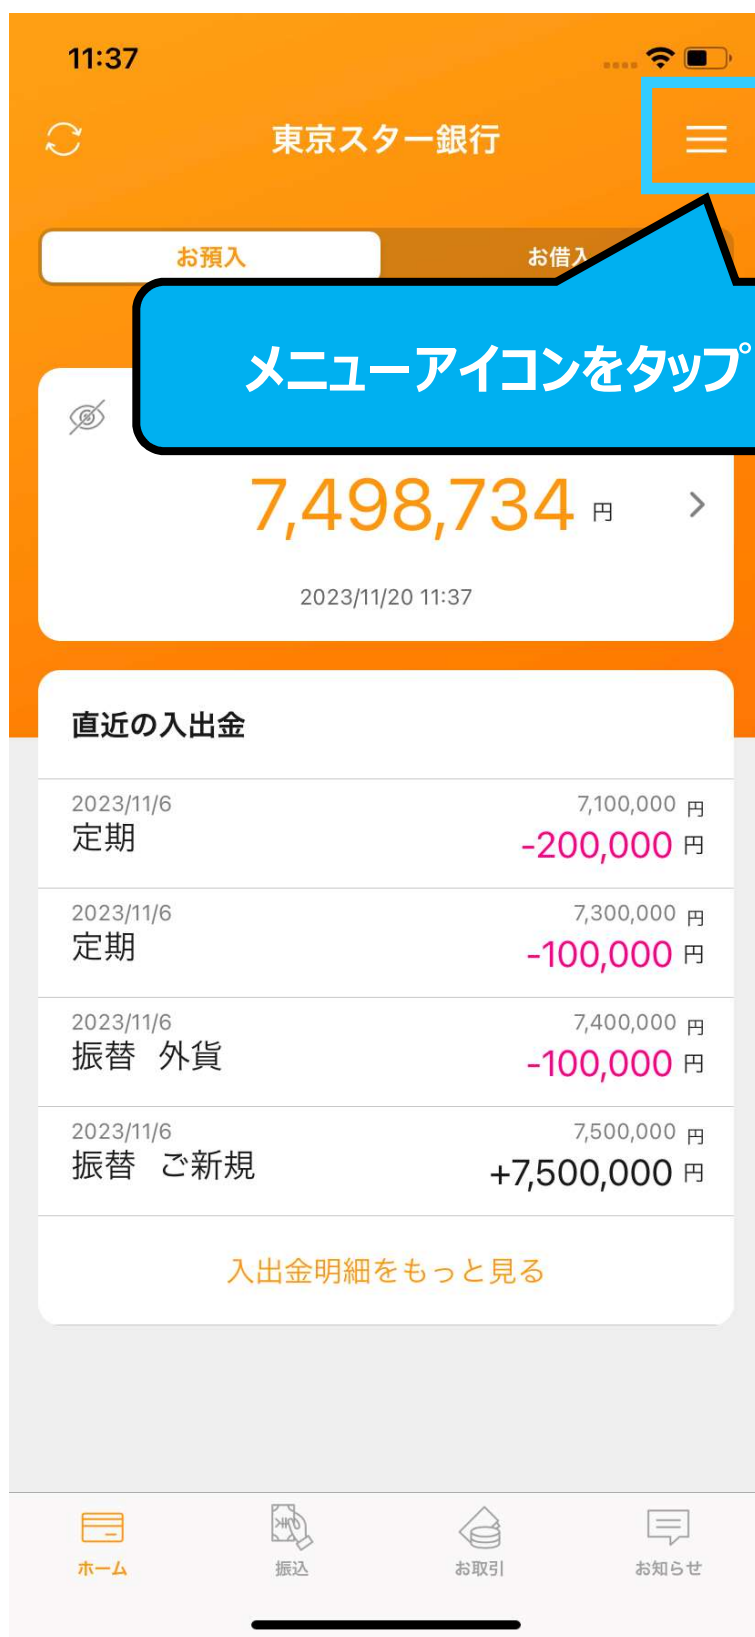 11:37
東京スター銀行
お預入
お借入
メニューアイコンをタップ
7,498,734 円
2023/11/20 11:37
直近の入出金
2023/11/6
7,100,000 円
定期
-200,000 円
2023/11/6
7,300,000 円
定期
-100,000 円
2023/11/6
7,400,000 円
振替 外貨
-100,000 円
2023/11/6
7,500,000 円
振替 ご新規
+7,500,000 円
入出金明細をもっと見る
ホーム
振込
お取引
お知らせ